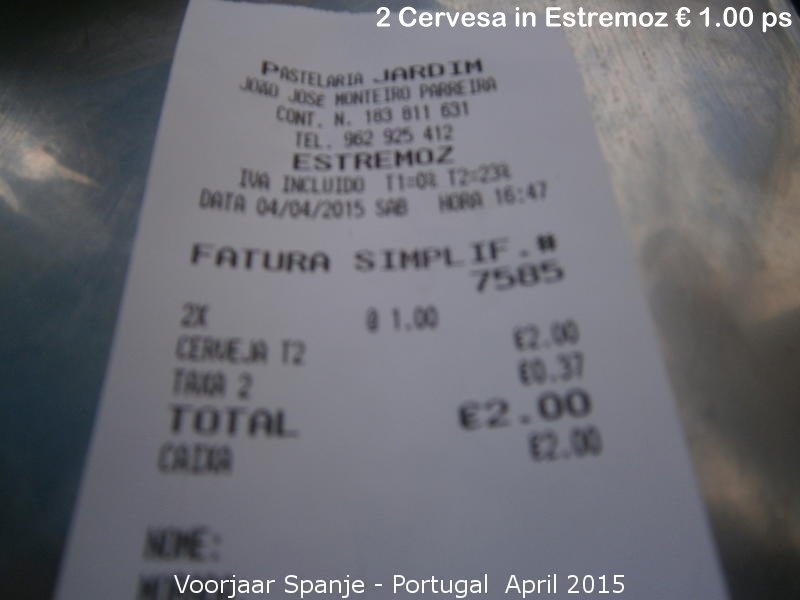 2 Cervesa in Estremoz € 1.00 ps
PASTELARIA JARDIM
JOÃO JOSE MONTEIRO PARREIRA
CONT. N. 183 811 631
TEL. 962 925 412
ESTREMOZ
IVA INCLUIDO T1=0% T2=23%
DATA 04/04/2015 SAB HORA 16:47
FATURA SIMPLIF.#
7585
2X @ 1.00
CERVEJA T2 €2.00
TAXA 2 €0.37
TOTAL €2.00
CAIXA €2.00
NOME:
Voorjaar Spanje - Portugal April 2015